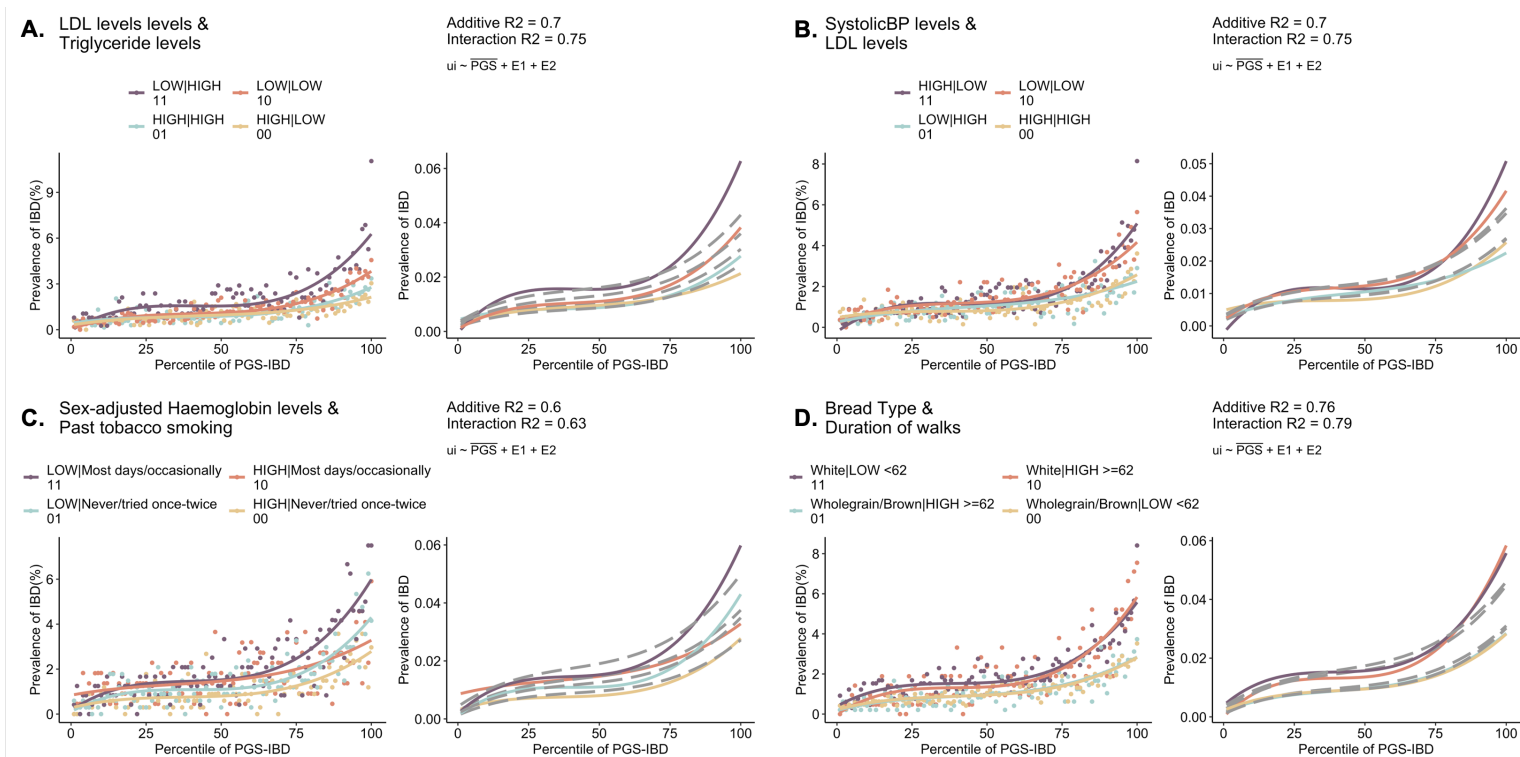 A.
LDL levels levels &
Triglyceride levels
Additive R2 = 0.7
Interaction R2 = 0.75
ui ~ PGS + E1 + E2
LOW|HIGH
11
LOW|LOW
10
HIGH|HIGH
01
HIGH|LOW
00
Prevalence of IBD(%)
9
6
3
0
0 25 50 75 100
Percentile of PGS-IBD
Prevalence of IBD
0.06
0.04
0.02
0.00
0 25 50 75 100
Percentile of PGS-IBD
B.
SystolicBP levels &
LDL levels
Additive R2 = 0.7
Interaction R2 = 0.75
ui ~ PGS + E1 + E2
HIGH|LOW
11
LOW|LOW
10
LOW|HIGH
01
HIGH|HIGH
00
Prevalence of IBD(%)
8
6
4
2
0
0 25 50 75 100
Percentile of PGS-IBD
Prevalence of IBD
0.05
0.04
0.03
0.02
0.01
0.00
0 25 50 75 100
Percentile of PGS-IBD
C.
Sex-adjusted Haemoglobin levels &
Past tobacco smoking
Additive R2 = 0.6
Interaction R2 = 0.63
ui ~ PGS + E1 + E2
LOW|Most days/occasionally
11
HIGH|Most days/occasionally
10
LOW|Never/tried once-twice
01
HIGH|Never/tried once-twice
00
Prevalence of IBD(%)
6
4
2
0
0 25 50 75 100
Percentile of PGS-IBD
Prevalence of IBD
0.06
0.04
0.02
0.00
0 25 50 75 100
Percentile of PGS-IBD
D.
Bread Type &
Duration of walks
Additive R2 = 0.76
Interaction R2 = 0.79
ui ~ PGS + E1 + E2
White|LOW <62
11
White|HIGH >=62
10
Wholegrain/Brown|HIGH >=62
01
Wholegrain/Brown|LOW <62
00
Prevalence of IBD(%)
8
6
4
2
0
0 25 50 75 100
Percentile of PGS-IBD
Prevalence of IBD
0.06
0.04
0.02
0.00
0 25 50 75 100
Percentile of PGS-IBD